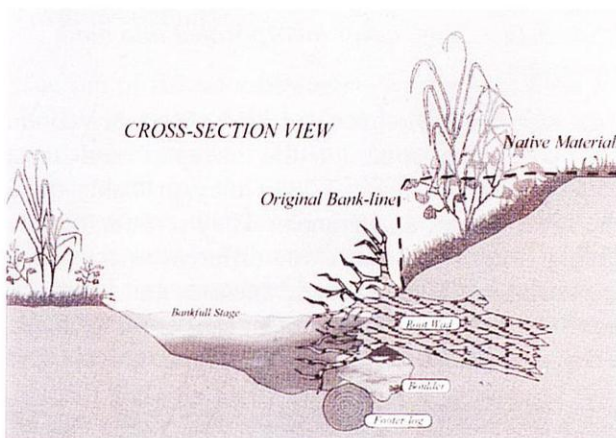 CROSS-SECTION VIEW
Native Material
Original Bank-line
Bankfull Stage
Root Wad
Boulder
Footer log